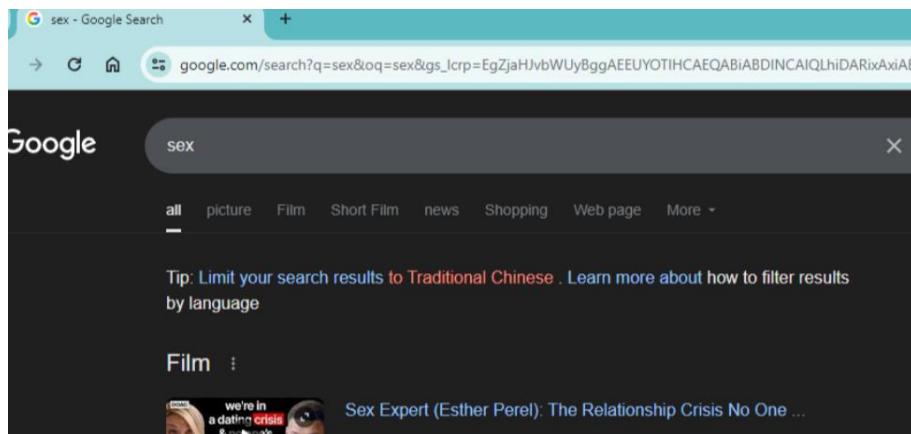 sex - Google Search
google.com/search?q=sex&oq=sex&gs_lcrp=EgZjaHJvbWUyBggAEEUYOTIHCAEQABiABDINCAIQLhiDARixAxiAB
Google
sex
all picture Film Short Film news Shopping Web page More
Tip: Limit your search results to Traditional Chinese . Learn more about how to filter results
by language
Film
we're in
a dating crisis
Sex Expert (Esther Perel): The Relationship Crisis No One ...